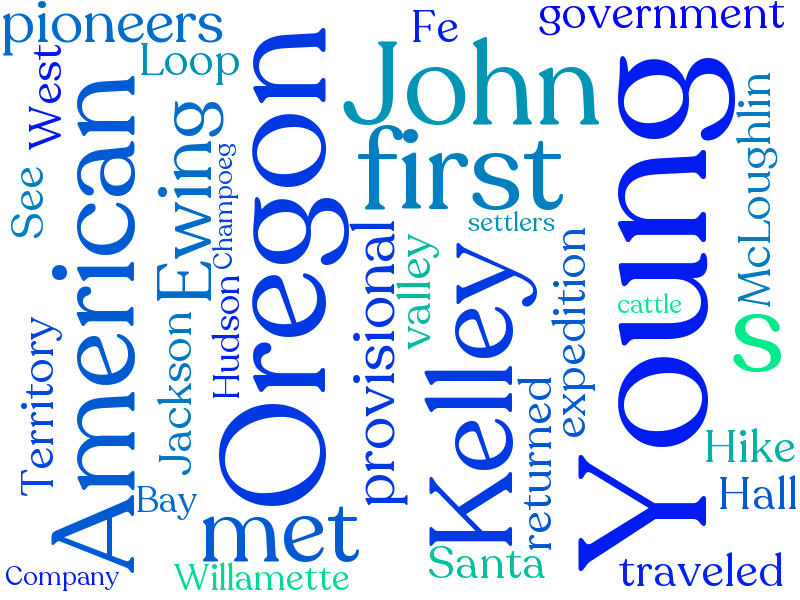 pioneers
Fe
government
West
Loop
John
American
Oregon
first
Young
McLoughlin
See
Ewing
Champoeg
settlers
Hudson
provisional
valley
Kelley
expedition
cattle
s
Territory
Jackson
returned
Hike
Hall
Bay
met
Santa
traveled
Company
Willamette